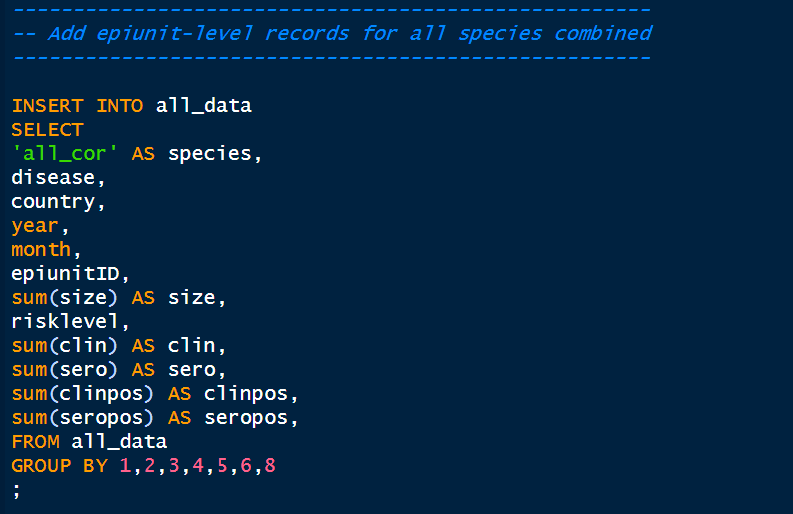 -----------------------------------------------------
-- Add epiunit-level records for all species combined
-----------------------------------------------------
INSERT INTO all_data
SELECT
'all_cor' AS species,
disease,
country,
year,
month,
epiunitID,
sum(size) AS size,
risklevel,
sum(clin) AS clin,
sum(sero) AS sero,
sum(clinpos) AS clinpos,
sum(seropos) AS seropos,
FROM all_data
GROUP BY 1,2,3,4,5,6,8
;